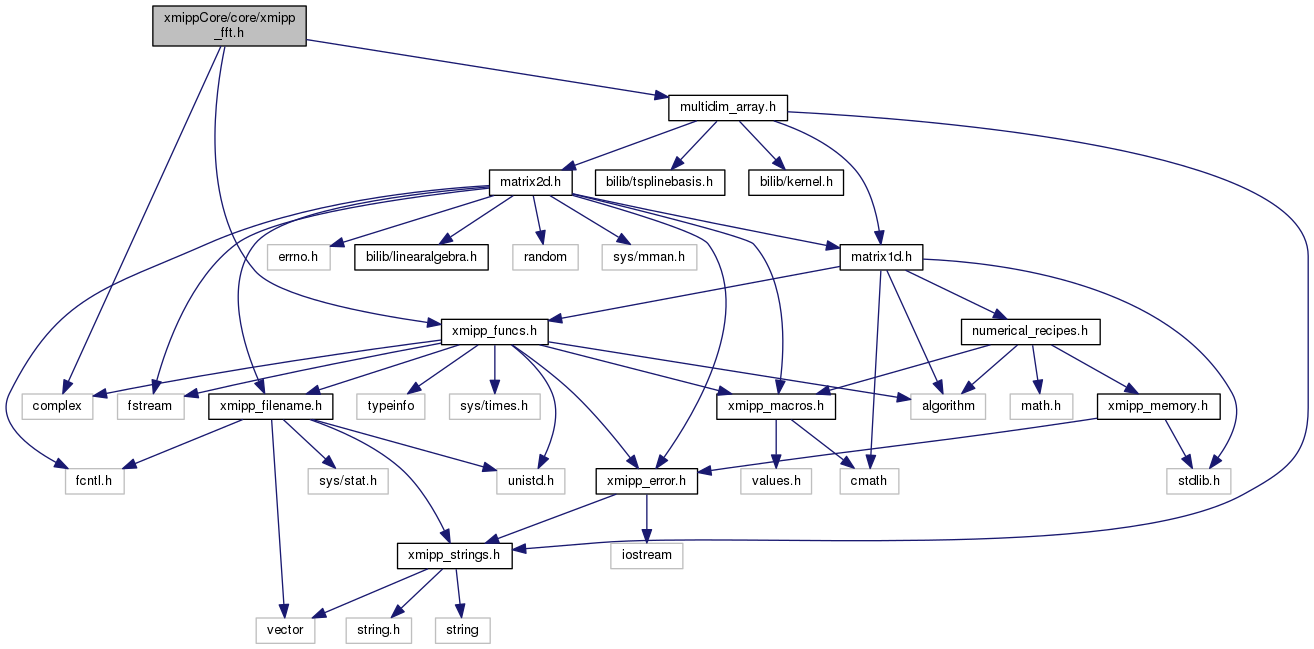 xmippCore/core/xmipp
_fft.h
multidim_array.h
matrix2d.h
bilib/tsplinebasis.h
bilib/kernel.h
errno.h
bilib/linearalgebra.h
random
sys/mman.h
matrix1d.h
xmipp_funcs.h
numerical_recipes.h
complex
fstream
xmipp_filename.h
typeinfo
sys/times.h
xmipp_macros.h
algorithm
math.h
xmipp_memory.h
fcntl.h
sys/stat.h
unistd.h
xmipp_error.h
values.h
cmath
stdlib.h
xmipp_strings.h
iostream
vector
string.h
string